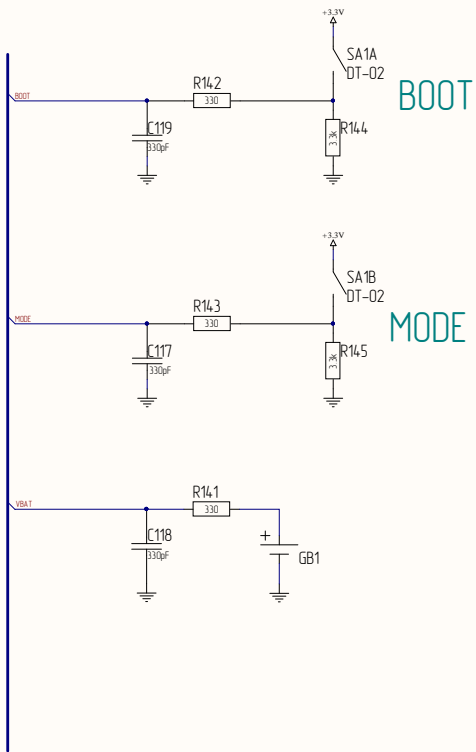 +3.3V
SA1A
DT-02
R142
BOOT
330
BOOT
C119
330pF
R144
3.3k
+3.3V
SA1B
DT-02
R143
MODE
330
MODE
C117
330pF
R145
3.3k
R141
VBAT
330
C118
330pF
+
GB1